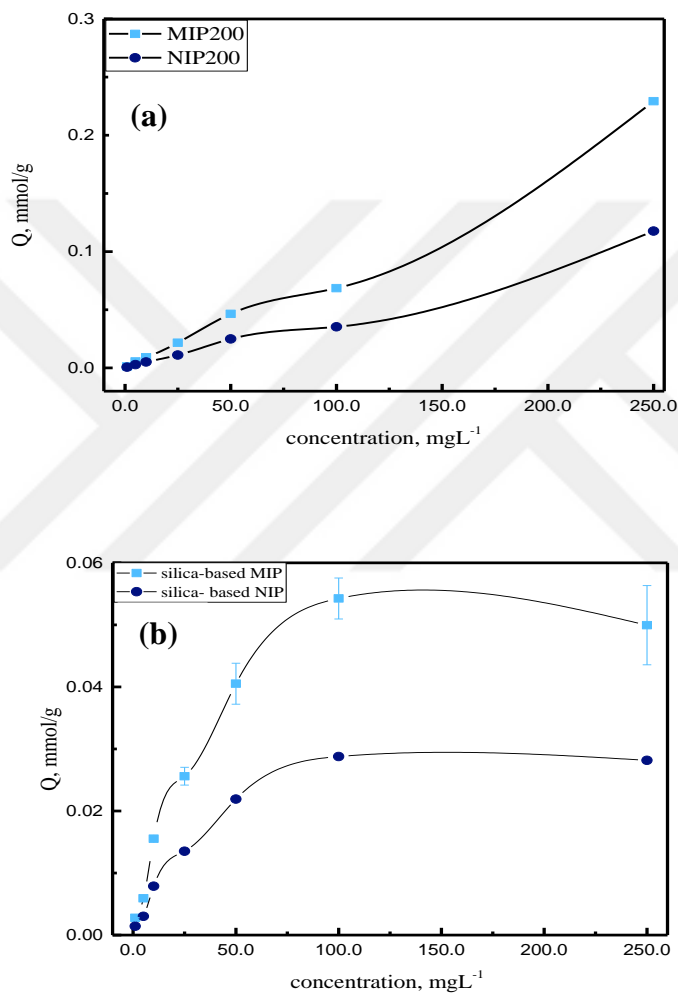 MIP200
NIP200
(a)
0.3
0.2
0.1
0.0
Q, mmol/g
0.0 50.0 100.0 150.0 200.0 250.0
concentration, mgL⁻¹
silica-based MIP
silica- based NIP
(b)
0.06
0.04
0.02
0.00
Q, mmol/g
0.0 50.0 100.0 150.0 200.0 250.0
concentration, mgL⁻¹